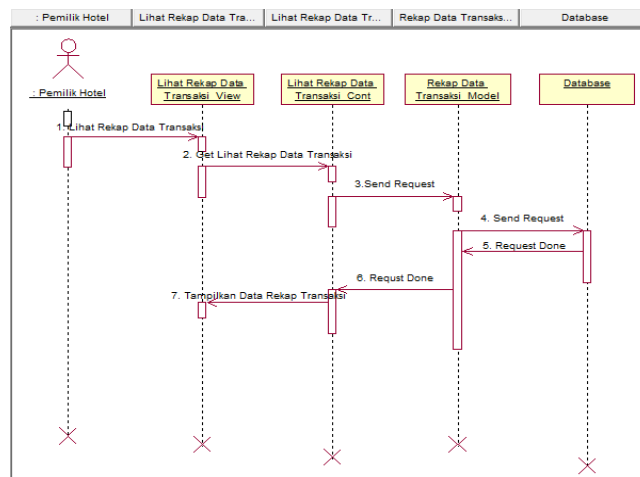 : Pemilik Hotel
Lihat Rekap Data Tra...
Lihat Rekap Data Tr...
Rekap Data Transaks...
Database
: Pemilik Hotel
Lihat Rekap Data
Transaksi_View
Lihat Rekap Data
Transaksi_Cont
Rekap Data
Transaksi_Model
Database
1. Lihat Rekap Data Transaksi
2. Get Lihat Rekap Data Transaksi
3.Send Request
4. Send Request
5. Request Done
6. Requst Done
7. Tampilkan Data Rekap Transaksi